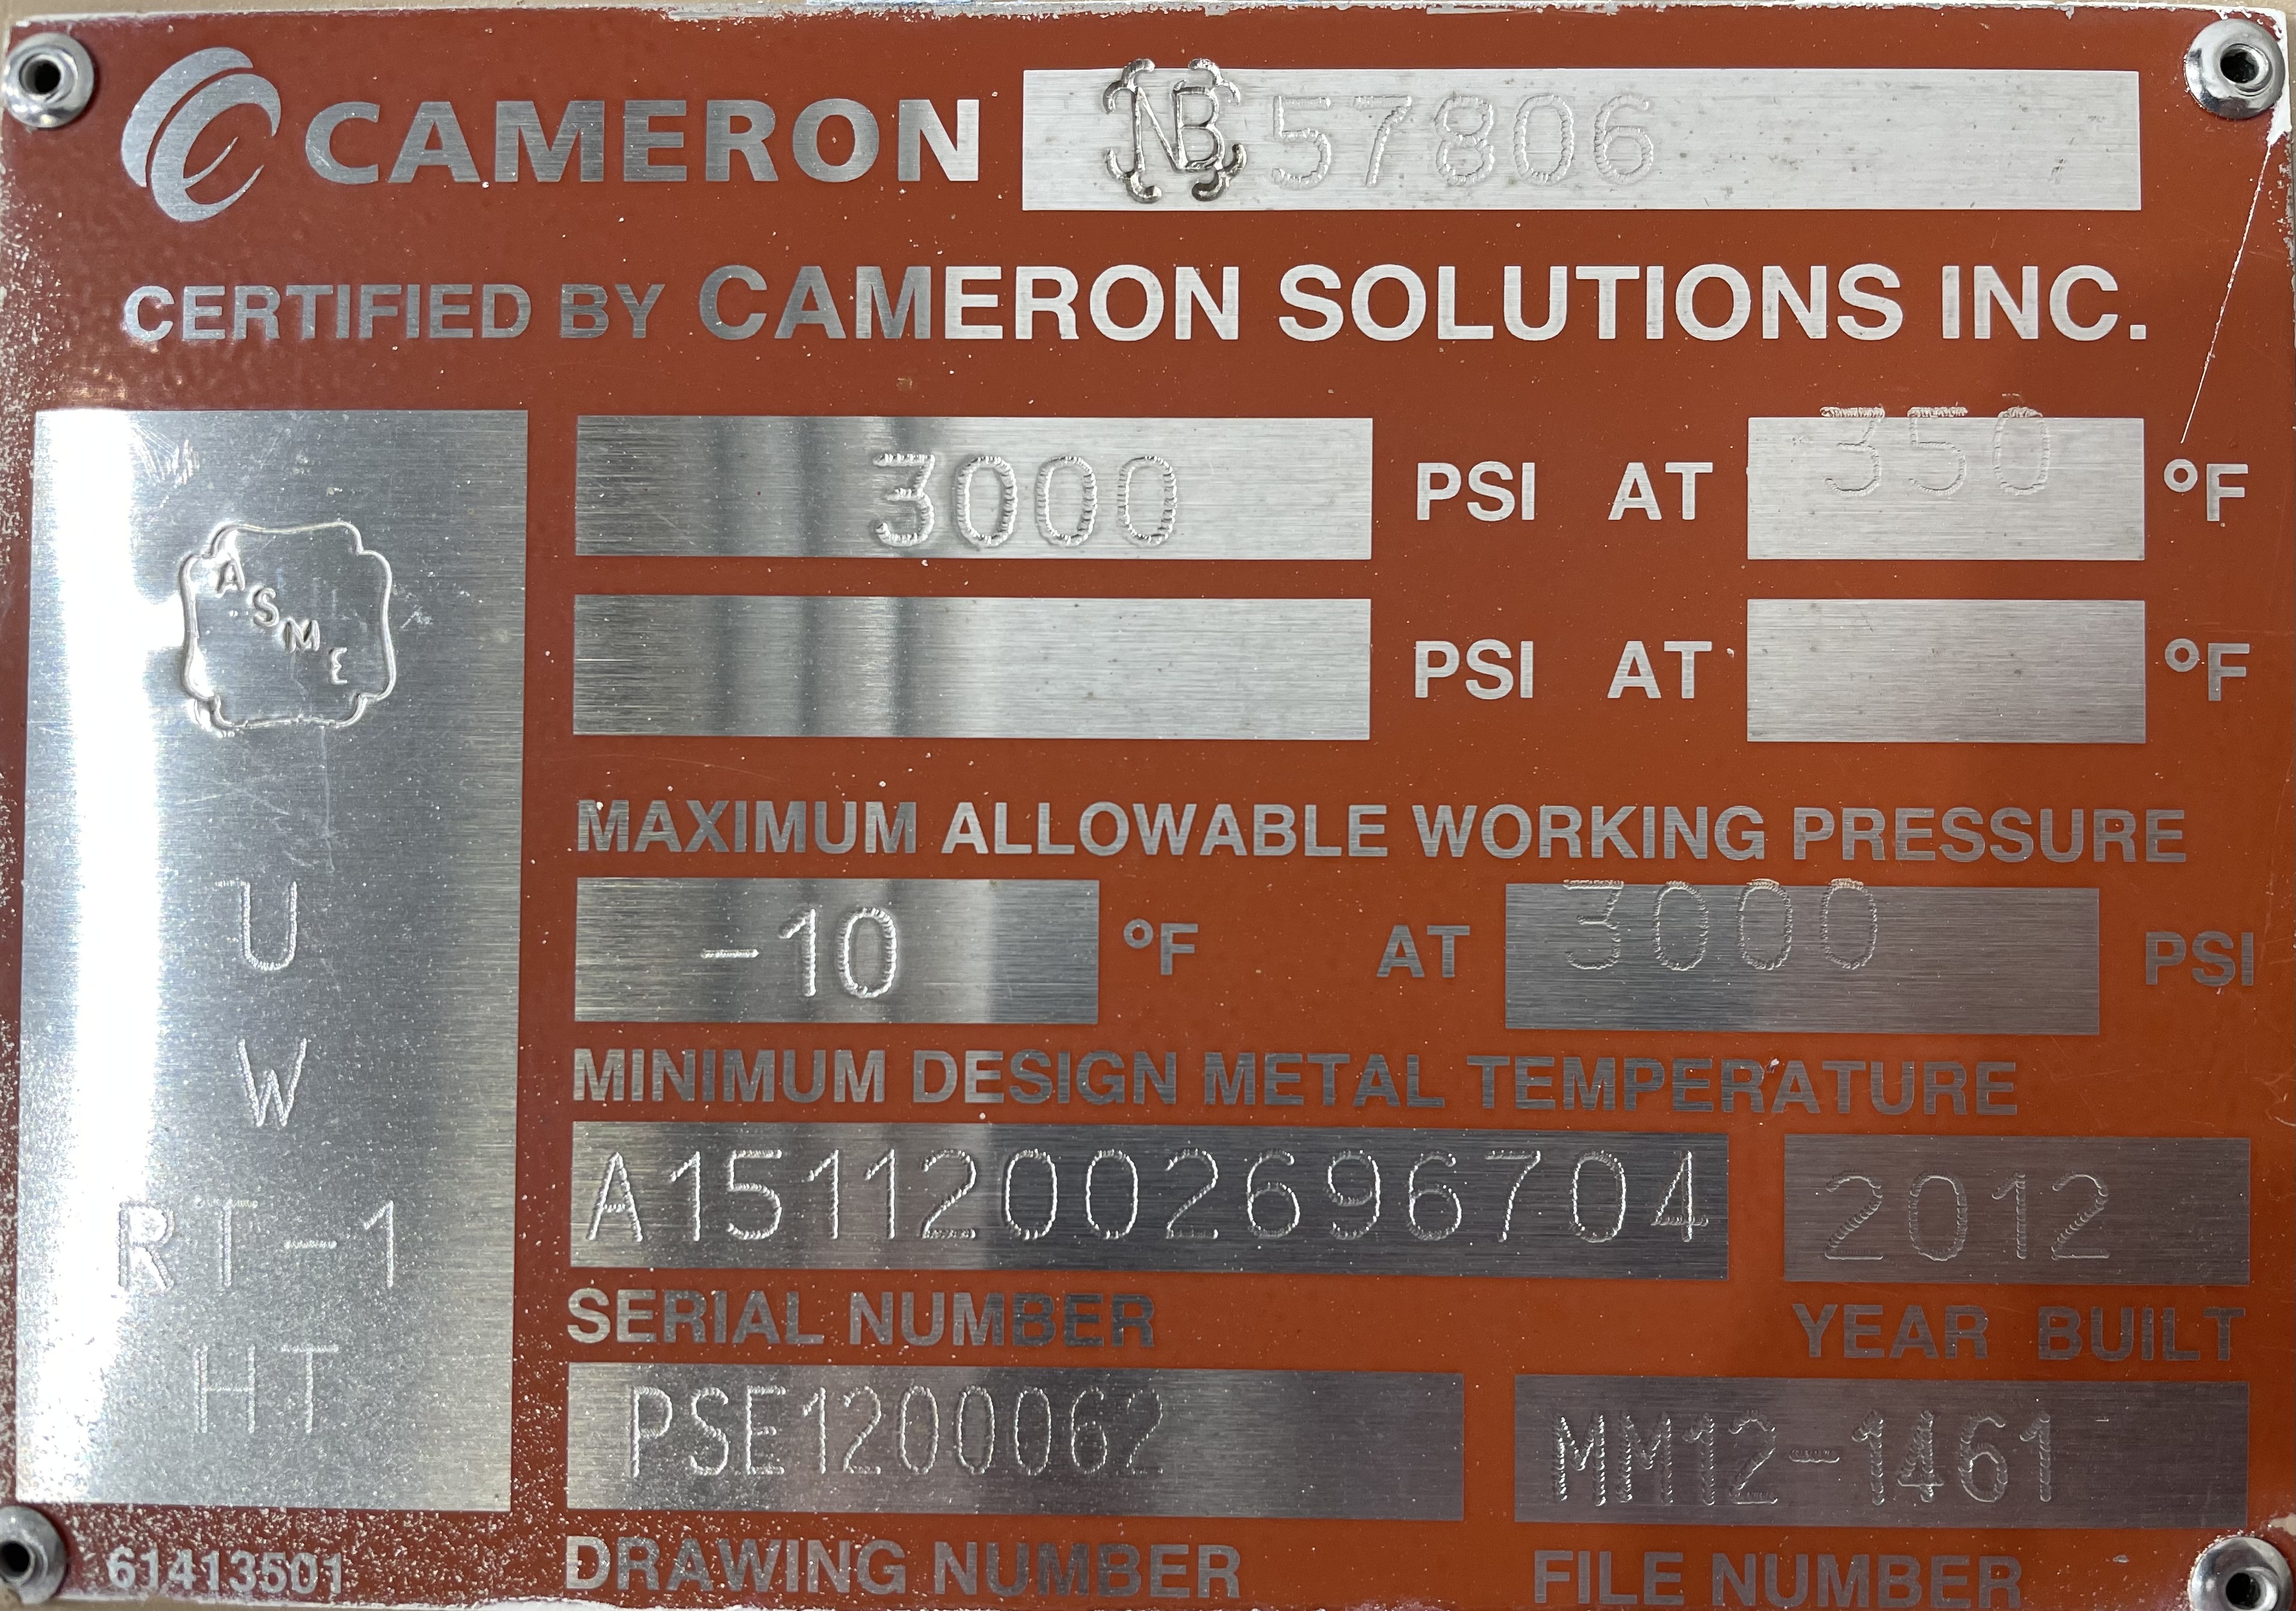 CAMERON NB 57806
CERTIFIED BY CAMERON SOLUTIONS INC.
3000 PSI AT 350 °F
PSI AT °F
MAXIMUM ALLOWABLE WORKING PRESSURE
-10 °F AT 3000 PSI
MINIMUM DESIGN METAL TEMPERATURE
A15112002696704 2012
SERIAL NUMBER YEAR BUILT
PSE1200062 MM12-1461
DRAWING NUMBER FILE NUMBER
ASME
U
W
RT-1
HT
61413501